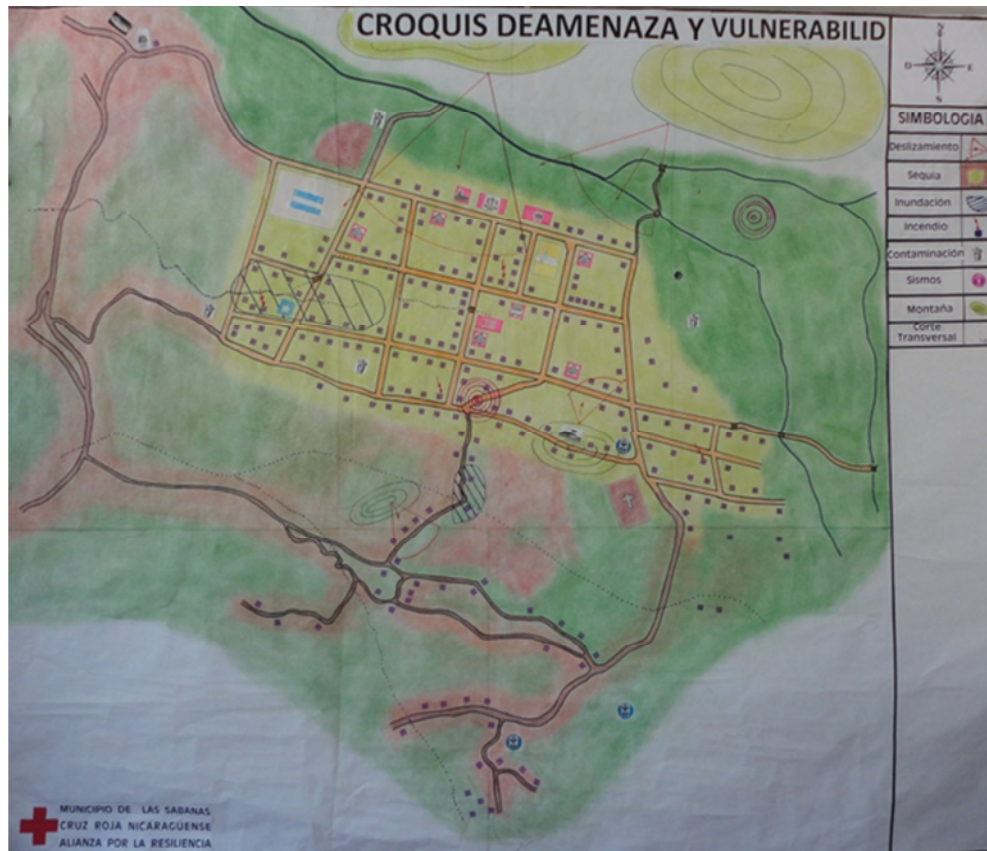 CROQUIS DEAMENAZA Y VULNERABILID
O E
S
SIMBOLOGIA
Deslizamiento
Sequia
Inundación
Incendio
Contaminación
Sismos
Montaña
Corte
Transversal
MUNICIPIO DE LAS SABANAS
CRUZ ROJA NICARAGÜENSE
ALIANZA POR LA RESILIENCIA